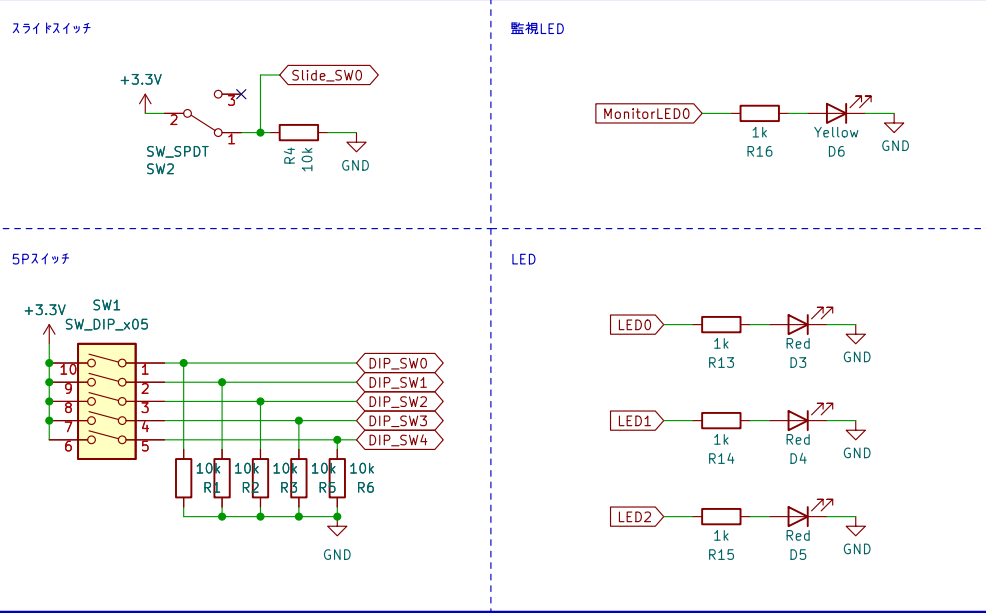 スライドスイッチ
+3.3V
Slide_SW0
3
2
1
SW_SPDT
SW2
R4
10k
GND
監視LED
MonitorLED0
1k
R16
Yellow
D6
GND
5Pスイッチ
+3.3V
SW1
SW_DIP_x05
10
9
8
7
6
1
2
3
4
5
DIP_SW0
DIP_SW1
DIP_SW2
DIP_SW3
DIP_SW4
10k
R1
10k
R2
10k
R3
10k
R5
10k
R6
GND
LED
LED0
1k
R13
Red
D3
GND
LED1
1k
R14
Red
D4
GND
LED2
1k
R15
Red
D5
GND